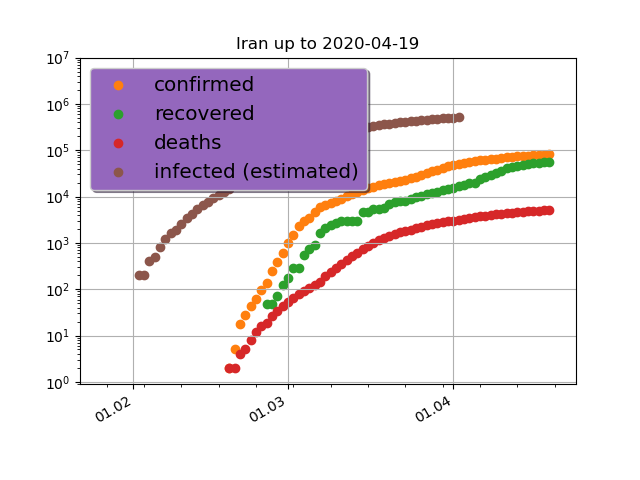 Iran up to 2020-04-19
10^7
10^6
10^5
10^4
10^3
10^2
10^1
10^0
confirmed
recovered
deaths
infected (estimated)
01.02
01.03
01.04